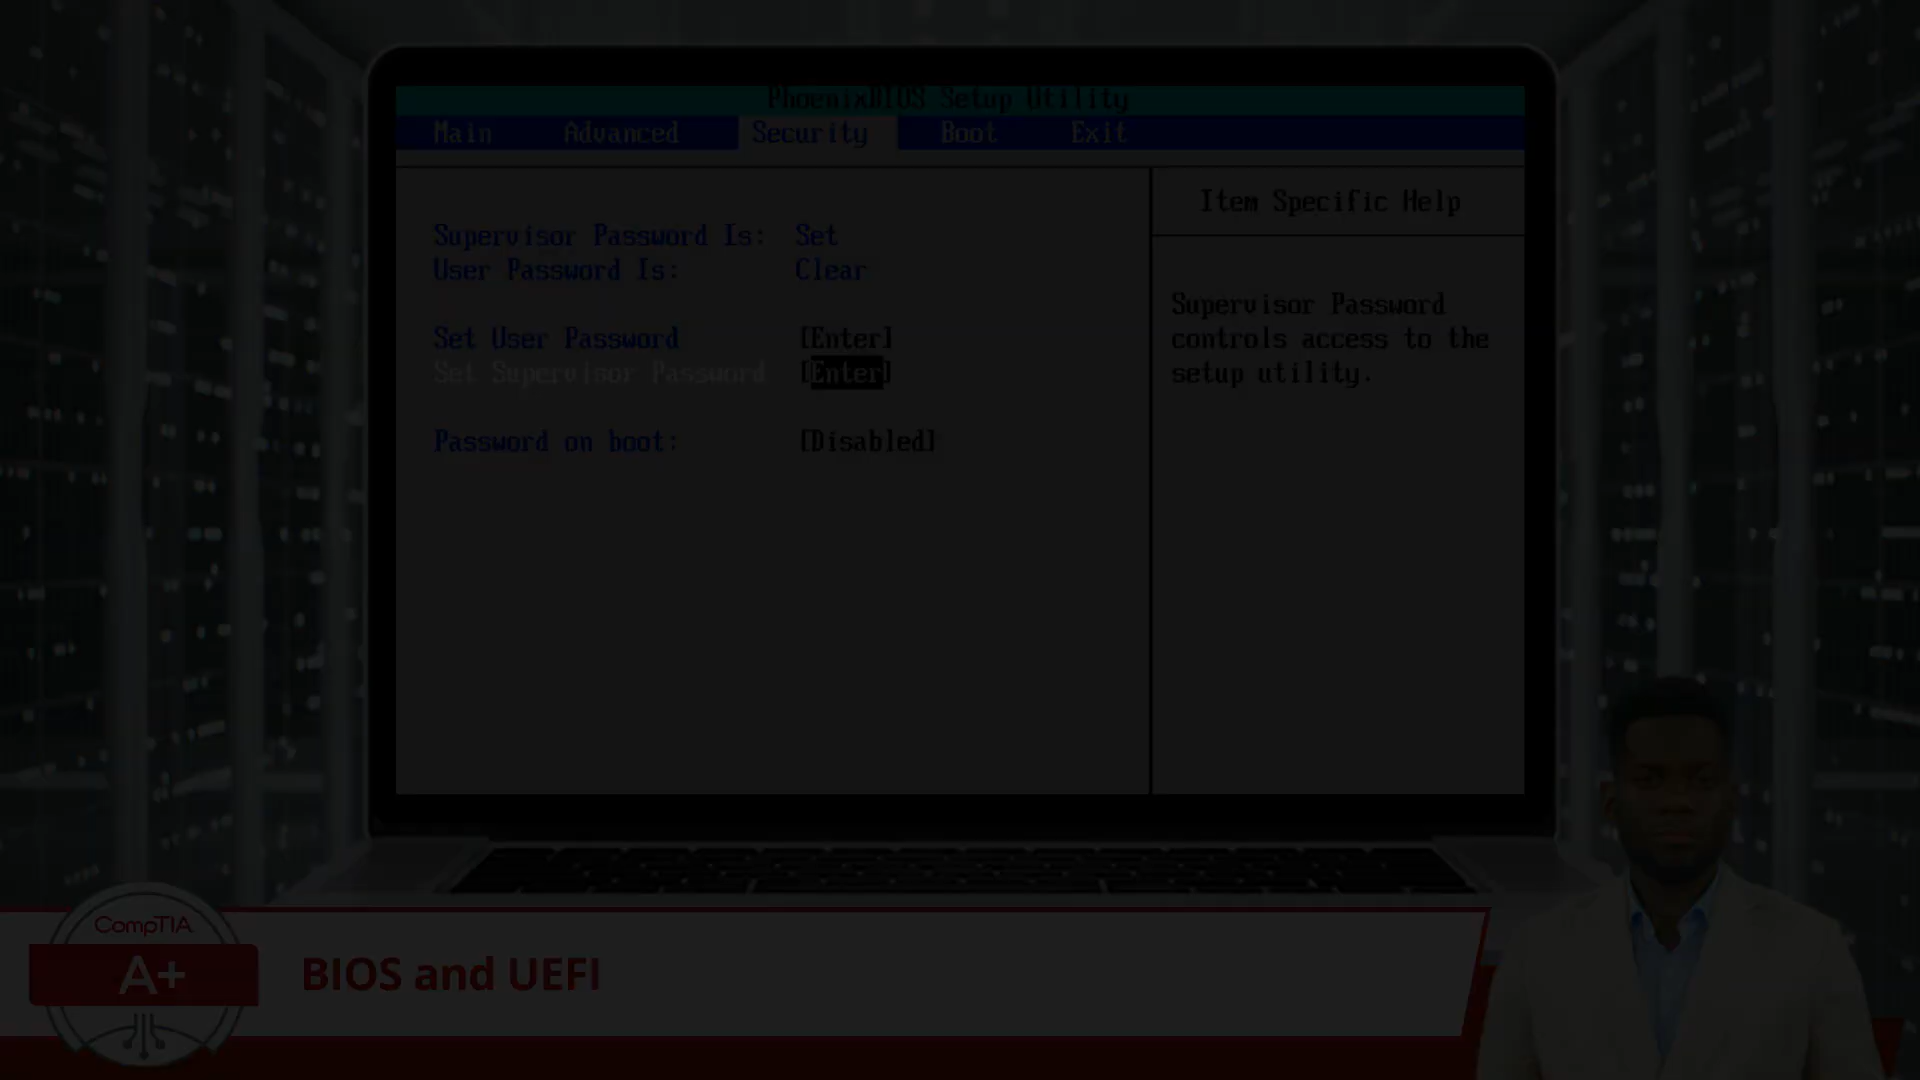 PhoenixBIOS Setup Utility
Main Advanced Security Boot Exit
Item Specific Help
Supervisor Password Is: Set
User Password Is: Clear
Set User Password [Enter]
Set Supervisor Password [Enter]
Password on boot: [Disabled]
Supervisor Password
controls access to the
setup utility.
CompTIA
A+
BIOS and UEFI